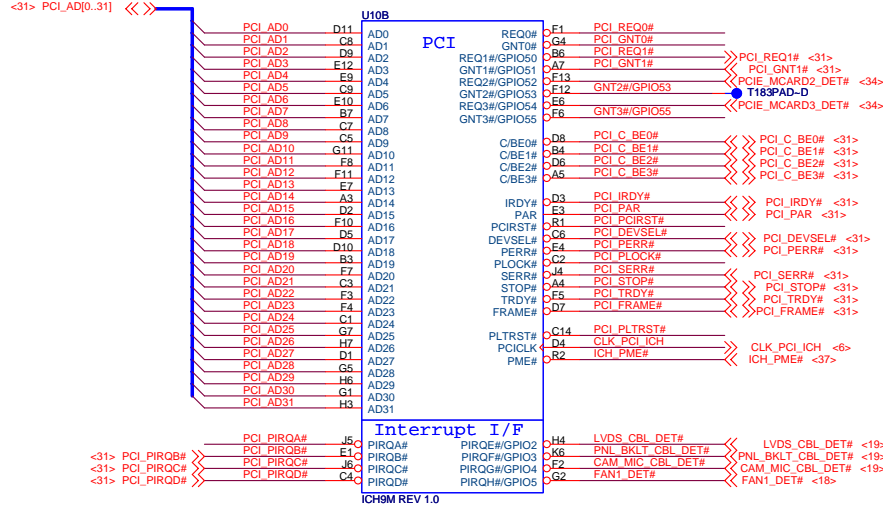 <31> PCI_AD[0..31]
U10B
PCI
PCI_AD0 D11 AD0 REQ0# F1 PCI_REQ0#
PCI_AD1 C8 AD1 GNT0# G4 PCI_GNT0#
PCI_AD2 D9 AD2 REQ1#/GPIO50 B6 PCI_REQ1# PCI_REQ1# <31>
PCI_AD3 E12 AD3 GNT1#/GPIO51 A7 PCI_GNT1# PCI_GNT1# <31>
PCI_AD4 E9 AD4 REQ2#/GPIO52 F13 PCIE_MCARD2_DET# <34>
PCI_AD5 C9 AD5 GNT2#/GPIO53 F12 GNT2#/GPIO53 T183PAD~D
PCI_AD6 E10 AD6 REQ3#/GPIO54 E6 PCIE_MCARD3_DET# <34>
PCI_AD7 B7 AD7 GNT3#/GPIO55 F6 GNT3#/GPIO55
PCI_AD8 C7 AD8
PCI_AD9 C5 AD9 C/BE0# D8 PCI_C_BE0# PCI_C_BE0# <31>
PCI_AD10 G11 AD10 C/BE1# B4 PCI_C_BE1# PCI_C_BE1# <31>
PCI_AD11 F8 AD11 C/BE2# D6 PCI_C_BE2# PCI_C_BE2# <31>
PCI_AD12 F11 AD12 C/BE3# A5 PCI_C_BE3# PCI_C_BE3# <31>
PCI_AD13 E7 AD13
PCI_AD14 A3 AD14 IRDY# D3 PCI_IRDY# PCI_IRDY# <31>
PCI_AD15 D2 AD15 PAR E3 PCI_PAR PCI_PAR <31>
PCI_AD16 F10 AD16 PCIRST# R1 PCI_PCIRST#
PCI_AD17 D5 AD17 DEVSEL# C6 PCI_DEVSEL# PCI_DEVSEL# <31>
PCI_AD18 D10 AD18 PERR# E4 PCI_PERR# PCI_PERR# <31>
PCI_AD19 B3 AD19 PLOCK# C2 PCI_PLOCK#
PCI_AD20 F7 AD20 SERR# J4 PCI_SERR# PCI_SERR# <31>
PCI_AD21 C3 AD21 STOP# A4 PCI_STOP# PCI_STOP# <31>
PCI_AD22 F3 AD22 TRDY# F5 PCI_TRDY# PCI_TRDY# <31>
PCI_AD23 F4 AD23 FRAME# D7 PCI_FRAME# PCI_FRAME# <31>
PCI_AD24 C1 AD24
PCI_AD25 G7 AD25 PLTRST# C14 PCI_PLTRST#
PCI_AD26 H7 AD26 PCICLK D4 CLK_PCI_ICH CLK_PCI_ICH <6>
PCI_AD27 D1 AD27 PME# R2 ICH_PME# ICH_PME# <37>
PCI_AD28 G5 AD28
PCI_AD29 H6 AD29
PCI_AD30 G1 AD30
PCI_AD31 H3 AD31
Interrupt I/F
PCI_PIRQA# J5 PIRQA# PIRQE#/GPIO2 H4 LVDS_CBL_DET# LVDS_CBL_DET# <19>
<31> PCI_PIRQB# PCI_PIRQB# E1 PIRQB# PIRQF#/GPIO3 K6 PNL_BKLT_CBL_DET# PNL_BKLT_CBL_DET# <19>
<31> PCI_PIRQC# PCI_PIRQC# J6 PIRQC# PIRQG#/GPIO4 F2 CAM_MIC_CBL_DET# CAM_MIC_CBL_DET# <19>
<31> PCI_PIRQD# PCI_PIRQD# C4 PIRQD# PIRQH#/GPIO5 G2 FAN1_DET# FAN1_DET# <18>
ICH9M REV 1.0